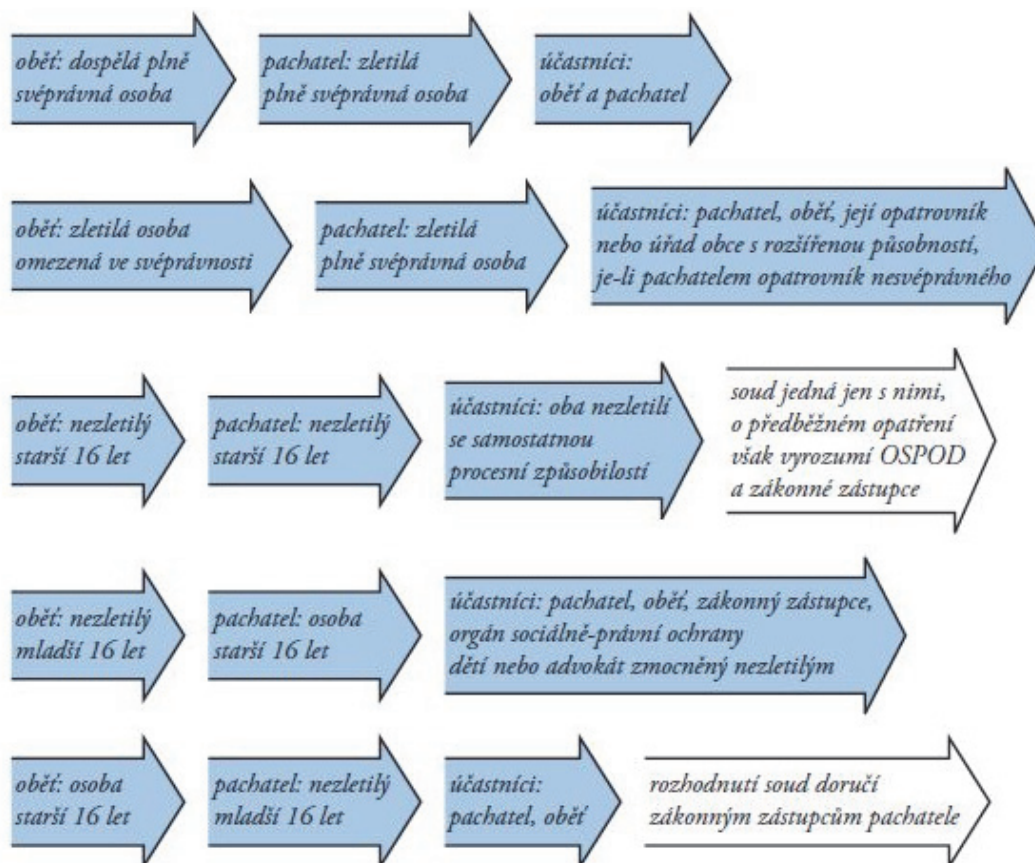 oběť: dospělá plně
svéprávná osoba
pachatel: zletilá
plně svéprávná osoba
účastníci:
oběť a pachatel
oběť: zletilá osoba
omezená ve svéprávnosti
pachatel: zletilá
plně svéprávná osoba
účastníci: pachatel, oběť, její opatrovník
nebo úřad obce s rozšířenou působností,
je-li pachatelem opatrovník nesvéprávného
oběť: nezletilý
starší 16 let
pachatel: nezletilý
starší 16 let
účastníci: oba nezletilí
se samostatnou
procesní způsobilostí
soud jedná jen s nimi,
o předběžném opatření
však vyrozumí OSPOD
a zákonné zástupce
oběť: nezletilý
mladší 16 let
pachatel: osoba
starší 16 let
účastníci: pachatel, oběť, zákonný zástupce,
orgán sociálně-právní ochrany
dětí nebo advokát zmocněný nezletilým
oběť: osoba
starší 16 let
pachatel: nezletilý
mladší 16 let
účastníci:
pachatel, oběť
rozhodnutí soud doručí
zákonným zástupcům pachatele